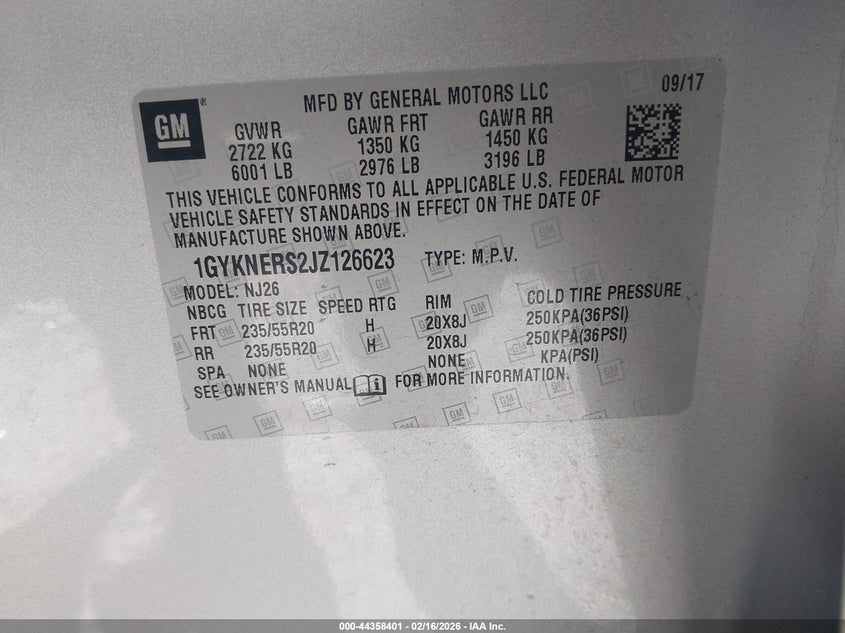 GM®
MFD BY GENERAL MOTORS LLC
09/17
GVWR GAWR FRT GAWR RR
2722 KG 1350 KG 1450 KG
6001 LB 2976 LB 3196 LB
THIS VEHICLE CONFORMS TO ALL APPLICABLE U.S. FEDERAL MOTOR
VEHICLE SAFETY STANDARDS IN EFFECT ON THE DATE OF
MANUFACTURE SHOWN ABOVE.
1GYKNERS2JZ126623 TYPE: M.P.V.
MODEL: NJ26
NBCG TIRE SIZE SPEED RTG RIM COLD TIRE PRESSURE
FRT 235/55R20 H 20X8J 250KPA(36PSI)
RR 235/55R20 H 20X8J 250KPA(36PSI)
SPA NONE NONE KPA(PSI)
SEE OWNER'S MANUAL FOR MORE INFORMATION.
000-44358401 - 02/16/2026 - IAA Inc.